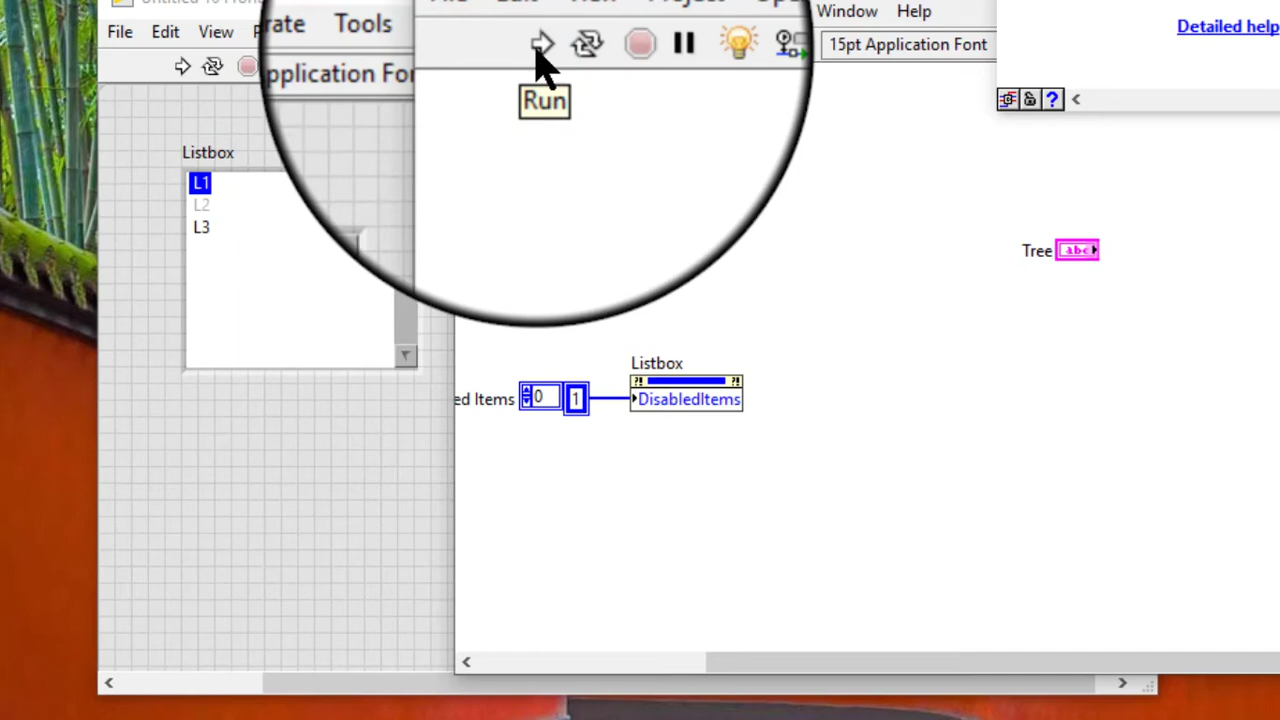 File Edit View
rate Tools
Window Help
Detailed help
15pt Application Font
pplication Fo
Run
Listbox
L1
L2
L3
Tree
abc
Listbox
ed Items 0 1
DisabledItems